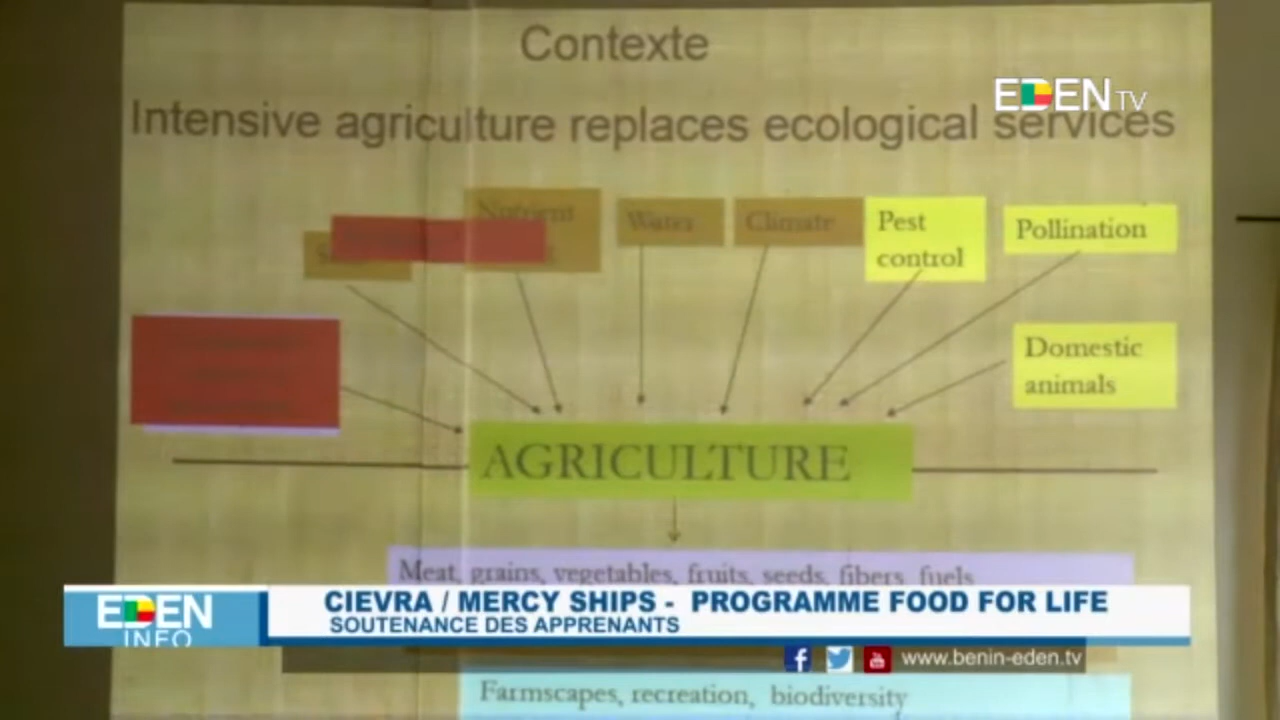 Contexte
EDEN TV
Intensive agriculture replaces ecological services
Nutrient
Water
Climate
Pest
control
Pollination
Domestic
animals
AGRICULTURE
Meat, grains, vegetables, fruits, seeds, fibers, fuels
EDEN
INFO
CIEVRA / MERCY SHIPS - PROGRAMME FOOD FOR LIFE
SOUTENANCE DES APPRENANTS
www.benin-eden.tv
Farmscapes, recreation, biodiversity